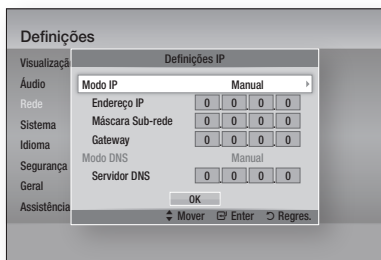 Definições
Visualizaçã
Áudio
Rede
Sistema
Idioma
Segurança
Geral
Assistência
Definições IP
Modo IP Manual
Endereço IP 0 . 0 . 0 . 0
Máscara Sub-rede 0 . 0 . 0 . 0
Gateway 0 . 0 . 0 . 0
Modo DNS Manual
Servidor DNS 0 . 0 . 0 . 0
OK
Mover Enter Regres.